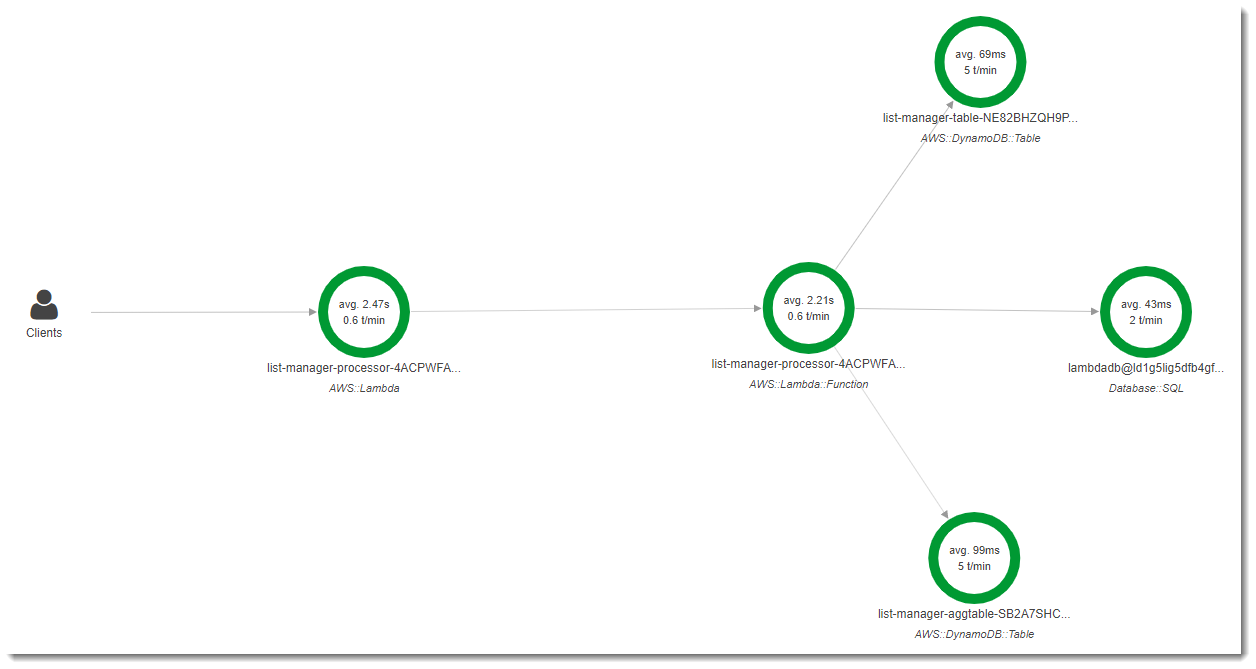 avg. 69ms
5 t/min
list-manager-table-NE82BHZQH9P...
AWS::DynamoDB::Table
Clients
avg. 2.47s
0.6 t/min
list-manager-processor-4ACPWFA...
AWS::Lambda
avg. 2.21s
0.6 t/min
list-manager-processor-4ACPWFA...
AWS::Lambda::Function
avg. 43ms
2 t/min
lambdadb@ld1g5lig5dfb4gf...
Database::SQL
avg. 99ms
5 t/min
list-manager-aggtable-SB2A7SHC...
AWS::DynamoDB::Table